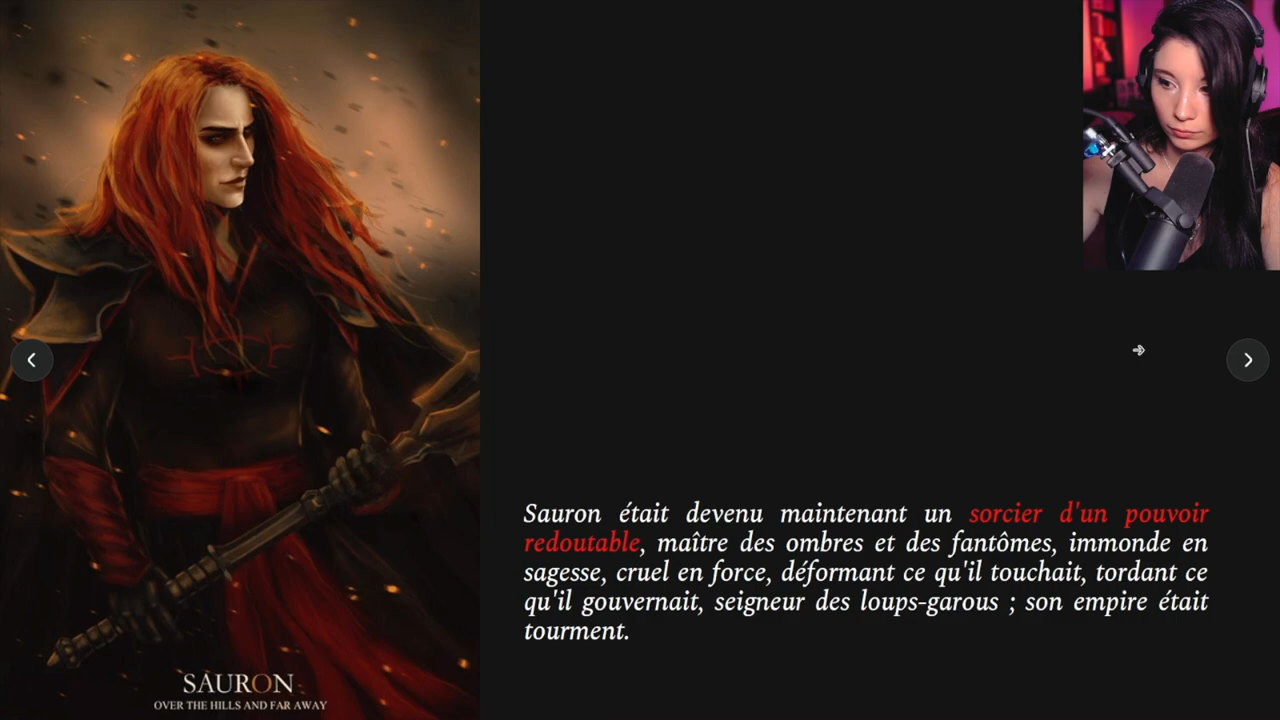 SAURON
OVER THE HILLS AND FAR AWAY
Sauron était devenu maintenant un sorcier d'un pouvoir
redoutable, maître des ombres et des fantômes, immonde en
sagesse, cruel en force, déformant ce qu'il touchait, tordant ce
qu'il gouvernait, seigneur des loups-garous ; son empire était
tourment.